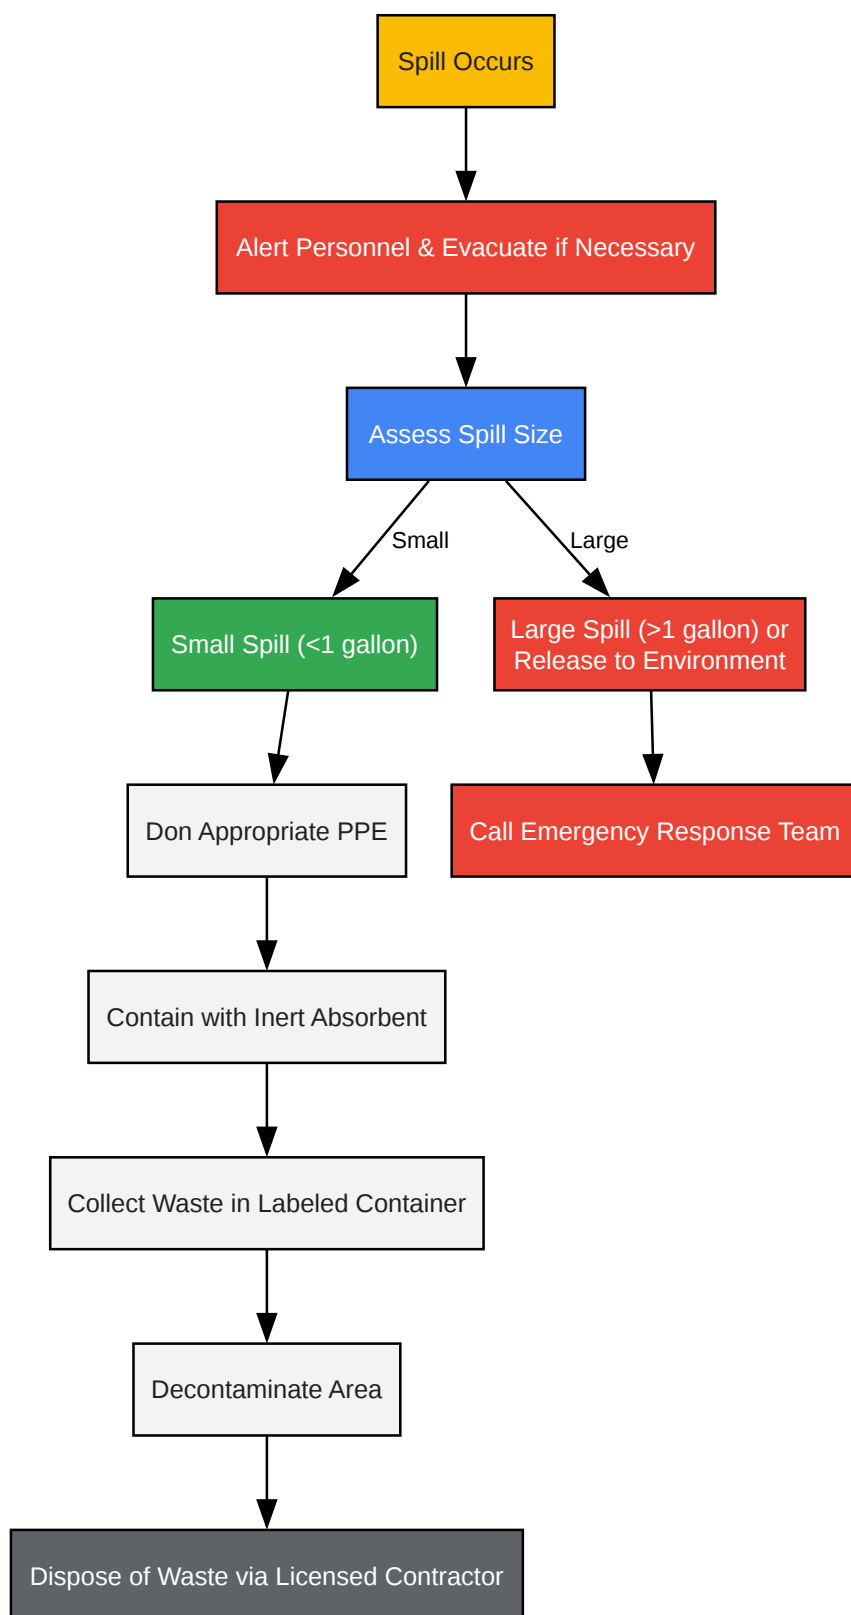 Spill Occurs
Alert Personnel & Evacuate if Necessary
Assess Spill Size
Small
Large
Small Spill (<1 gallon)
Large Spill (>1 gallon) or
Release to Environment
Don Appropriate PPE
Call Emergency Response Team
Contain with Inert Absorbent
Collect Waste in Labeled Container
Decontaminate Area
Dispose of Waste via Licensed Contractor